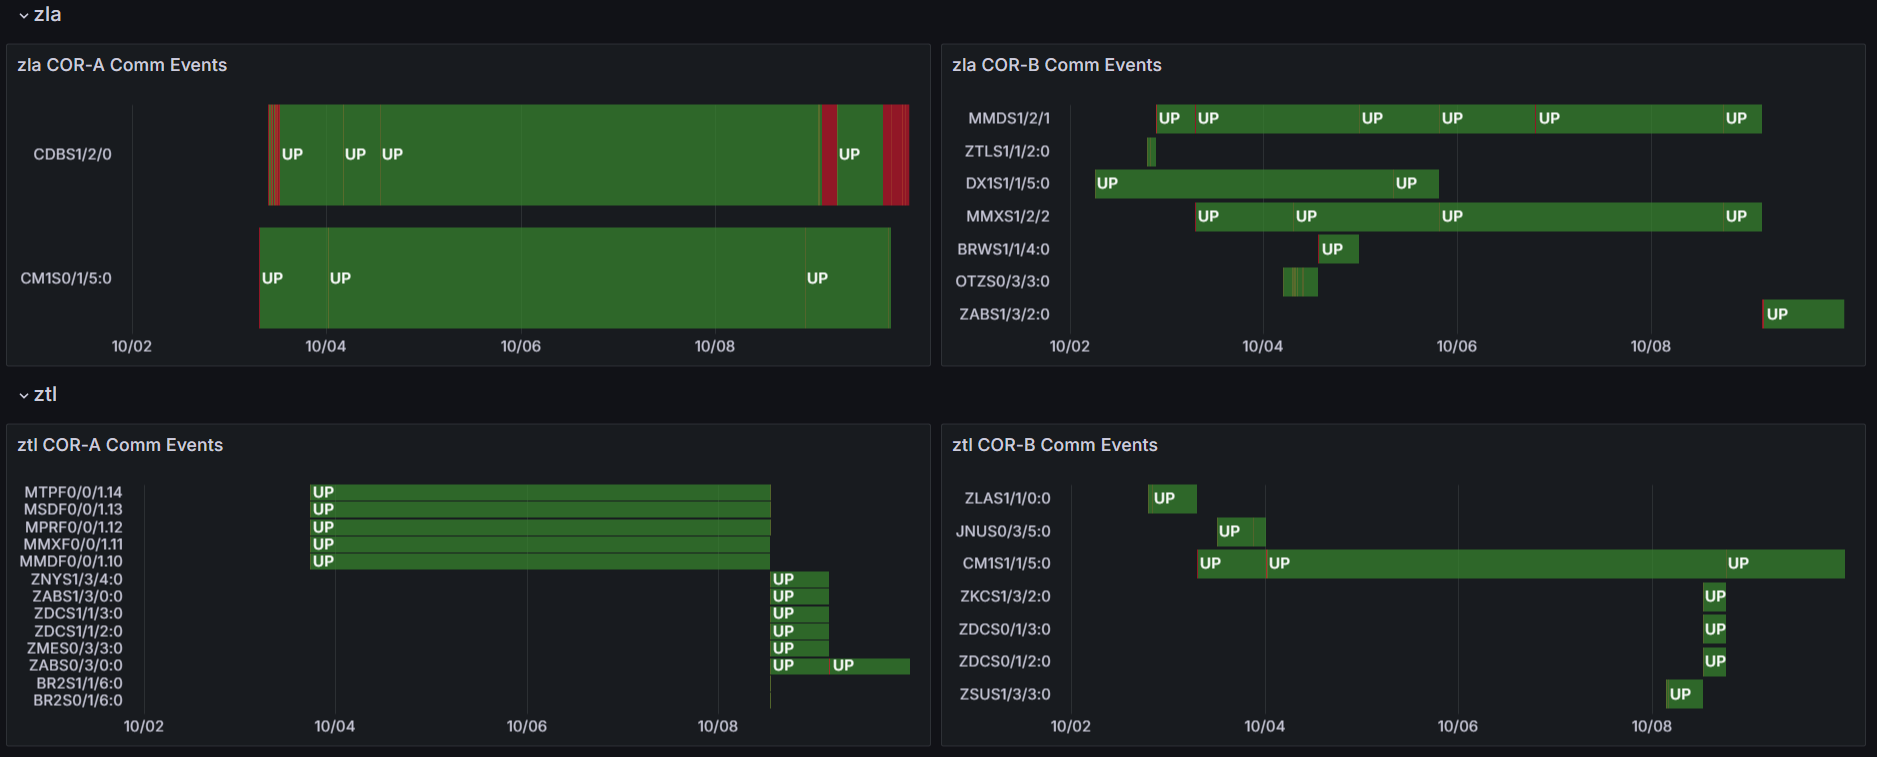 zla
zla COR-A Comm Events
CDBS1/2/0 UP UP UP UP
CM1S0/1/5:0 UP UP UP
10/02 10/04 10/06 10/08
zla COR-B Comm Events
MMDS1/2/1 UP UP UP UP UP UP
ZTLS1/1/2:0
DX1S1/1/5:0 UP UP
MMXS1/2/2 UP UP UP UP
BRWS1/1/4:0 UP
OTZS0/3/3:0
ZABS1/3/2:0 UP
10/02 10/04 10/06 10/08
ztl
ztl COR-A Comm Events
MTPF0/0/1.14 UP
MSDF0/0/1.13 UP
MPRF0/0/1.12 UP
MMXF0/0/1.11 UP
MMDF0/0/1.10 UP
ZNYS1/3/4:0 UP
ZABS1/3/0:0 UP
ZDCS1/1/3:0 UP
ZDCS1/1/2:0 UP
ZMES0/3/3:0 UP
ZABS0/3/0:0 UP UP
BR2S1/1/6:0
BR2S0/1/6:0
10/02 10/04 10/06 10/08
ztl COR-B Comm Events
ZLAS1/1/0:0 UP
JNUS0/3/5:0 UP
CM1S1/1/5:0 UP UP UP
ZKCS1/3/2:0 UP
ZDCS0/1/3:0 UP
ZDCS0/1/2:0 UP
ZSUS1/3/3:0 UP
10/02 10/04 10/06 10/08